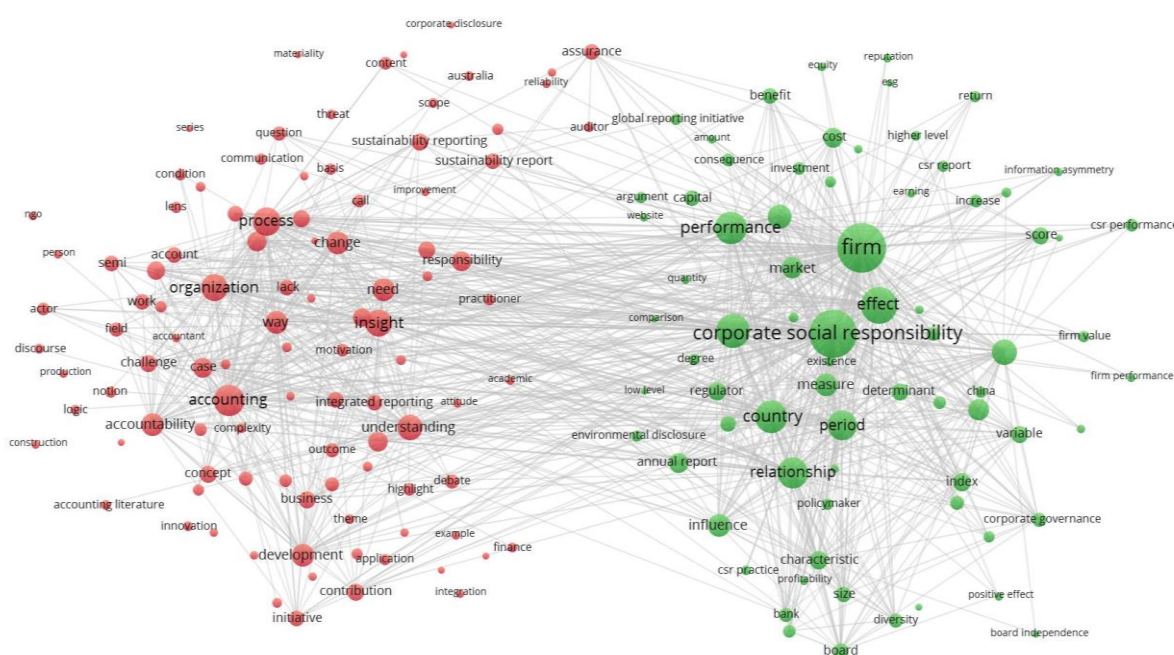 corporate disclosure
materiality
content
assurance
equity
reputation
australia
reliability
esg
benefit
return
scope
threat
global reporting initiative
series
question
sustainability reporting
auditor
amount
cost
higher level
communication
basis
sustainability report
consequence
investment
csr report
condition
information asymmetry
improvement
argument
capital
earning
increase
lens
call
ngo
process
website
performance
csr performance
score
change
firm
person
account
semi
responsibility
market
quantity
organization
lack
need
work
practitioner
effect
actor
comparison
field
way
insight
corporate social responsibility
accountant
firm value
discourse
motivation
challenge
case
degree
existence
production
academic
firm performance
notion
low level
regulator
measure
determinant
china
accounting
integrated reporting
attitude
logic
accountability
complexity
understanding
country
period
construction
environmental disclosure
variable
outcome
annual report
concept
relationship
debate
index
business
highlight
accounting literature
policymaker
theme
innovation
influence
corporate governance
example
development
finance
application
characteristic
csr practice
profitability
contribution
integration
size
positive effect
initiative
bank
diversity
board independence
board